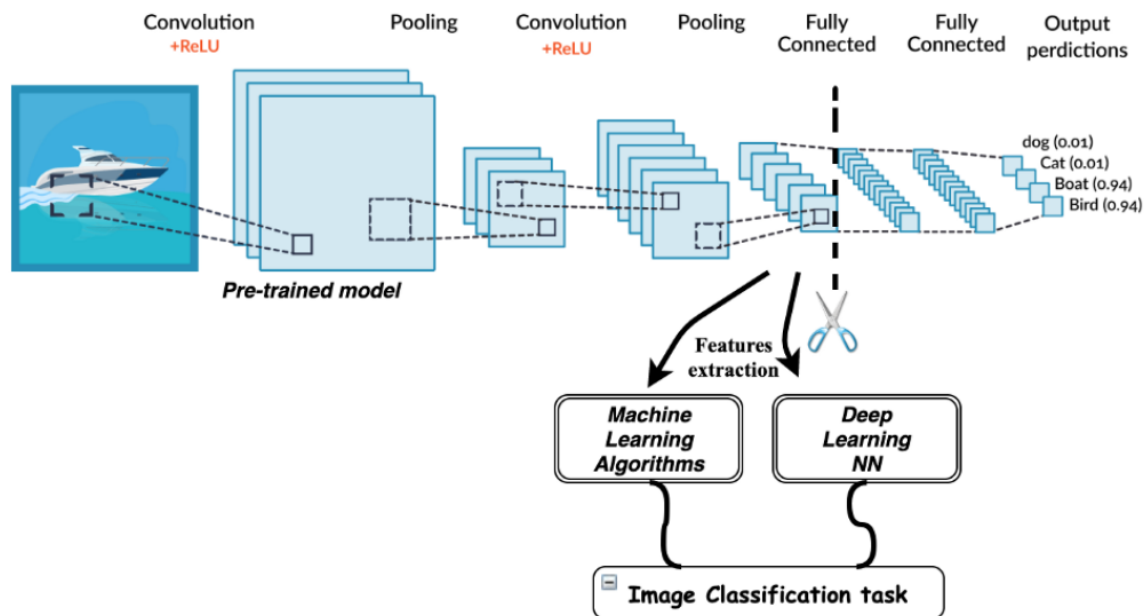 Convolution
+ReLU
Pooling
Convolution
+ReLU
Pooling
Fully
Connected
Fully
Connected
Output
perdictions
dog (0.01)
Cat (0.01)
Boat (0.94)
Bird (0.94)
Pre-trained model
Features
extraction
Machine
Learning
Algorithms
Deep
Learning
NN
Image Classification task